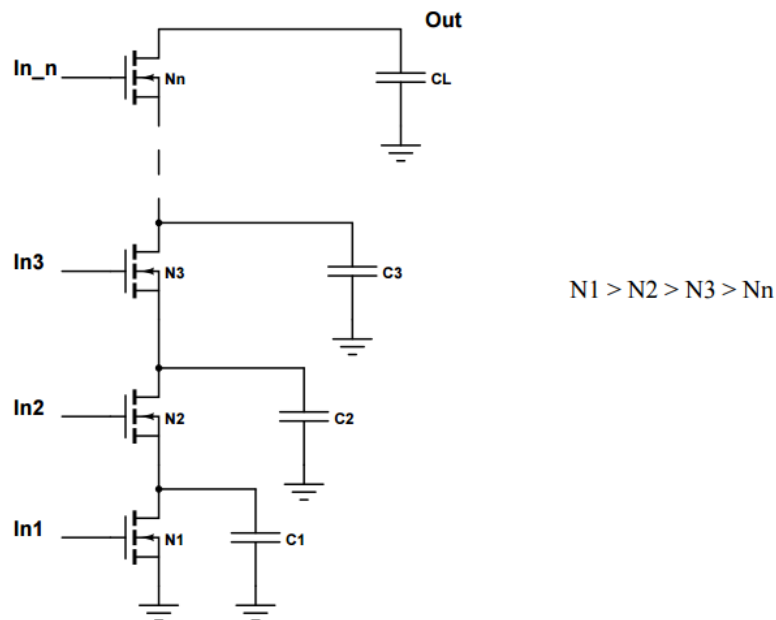 Out
In_n
Nn
CL
In3
N3
C3
N1 > N2 > N3 > Nn
In2
N2
C2
In1
N1
C1